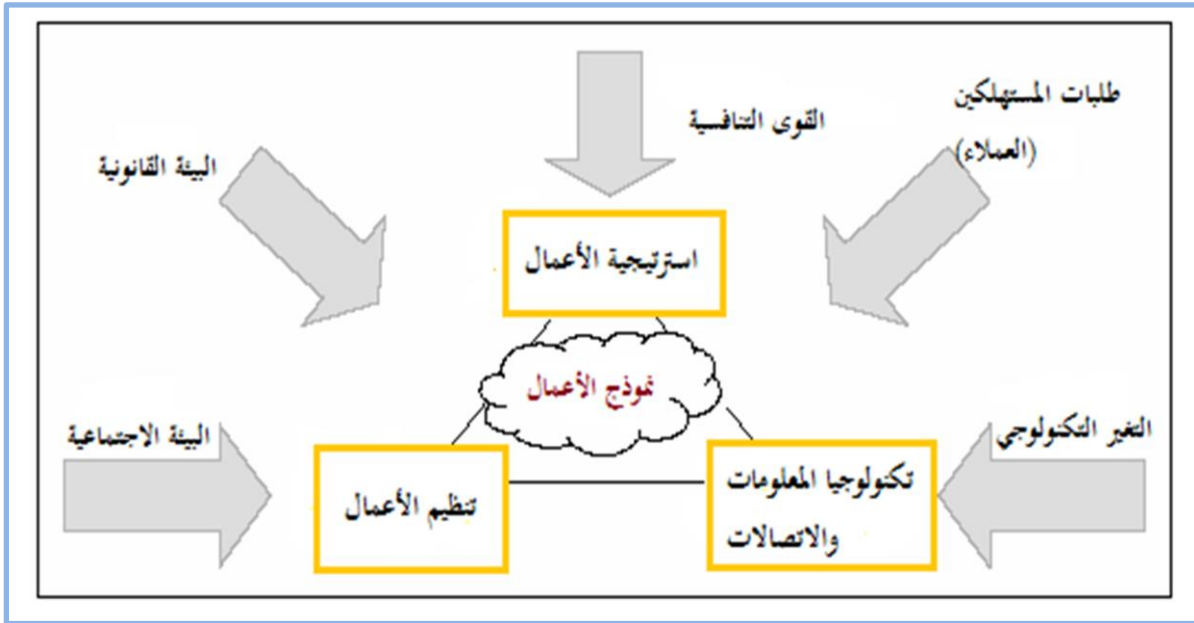 طلبات المستهلكين
(العملاء)
القوى التنافسية
البيئة القانونية
استرتيجية الأعمال
نموذج الأعمال
التغير التكنولوجي
البيئة الاجتماعية
تكنولوجيا المعلومات
والاتصالات
تنظيم الأعمال